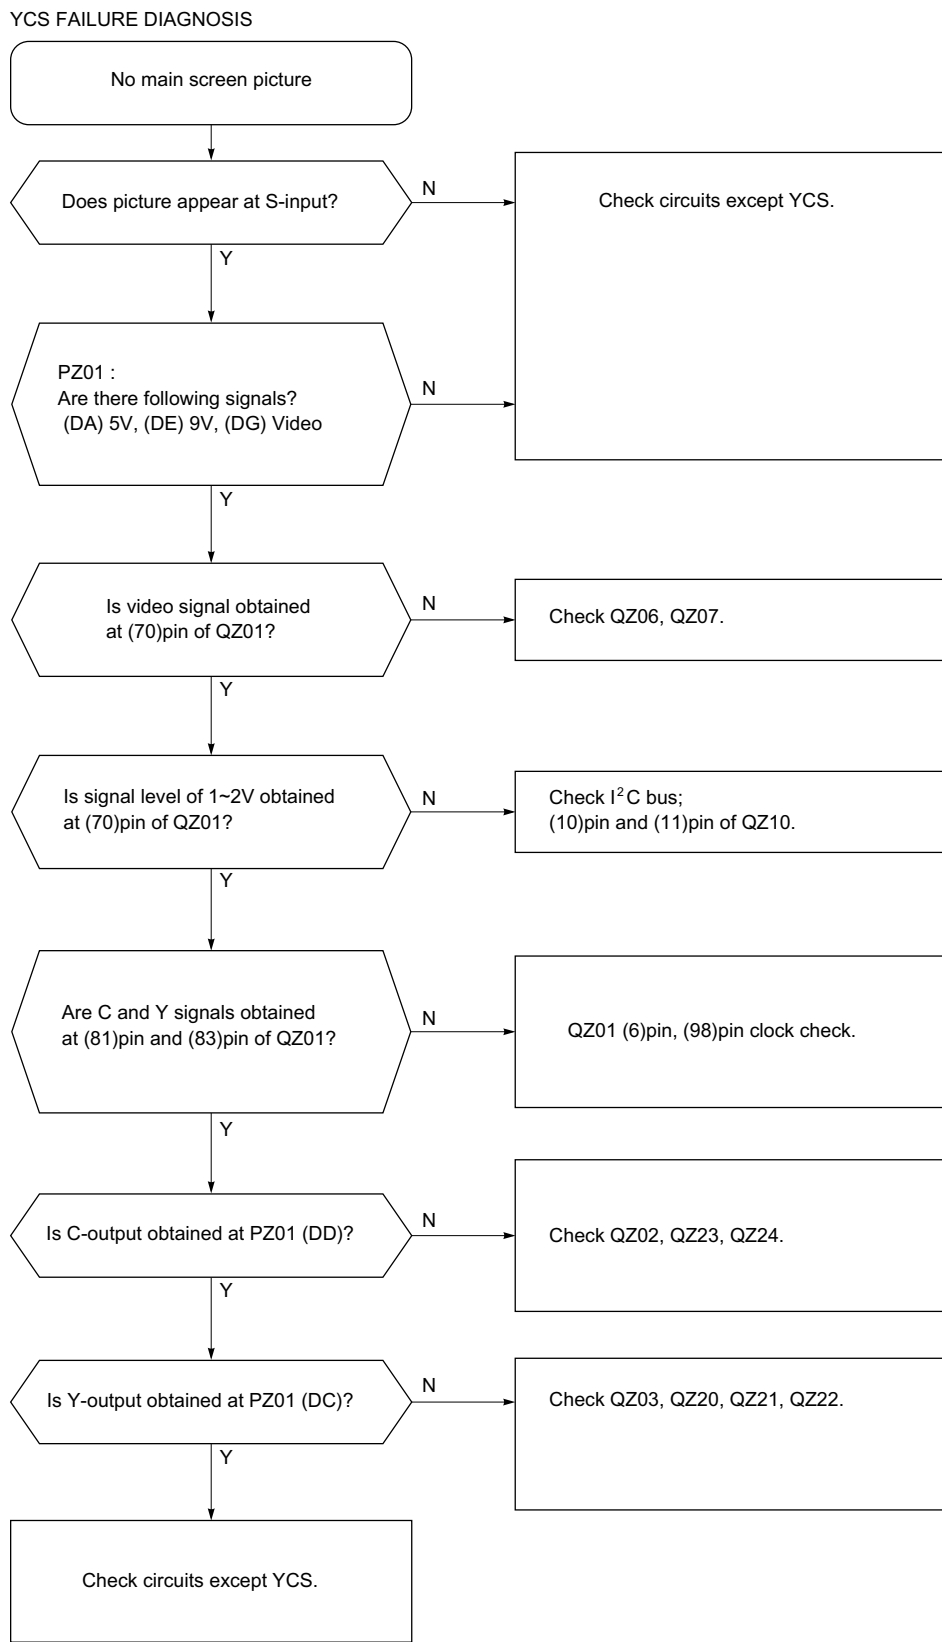 YCS FAILURE DIAGNOSIS
No main screen picture
Does picture appear at S-input?
N
Check circuits except YCS.
Y
PZ01 :
Are there following signals?
(DA) 5V, (DE) 9V, (DG) Video
N
Y
Is video signal obtained
at (70)pin of QZ01?
N
Check QZ06, QZ07.
Y
Is signal level of 1~2V obtained
at (70)pin of QZ01?
N
Check I²C bus;
(10)pin and (11)pin of QZ10.
Y
Are C and Y signals obtained
at (81)pin and (83)pin of QZ01?
N
QZ01 (6)pin, (98)pin clock check.
Y
Is C-output obtained at PZ01 (DD)?
N
Check QZ02, QZ23, QZ24.
Y
Is Y-output obtained at PZ01 (DC)?
N
Check QZ03, QZ20, QZ21, QZ22.
Y
Check circuits except YCS.